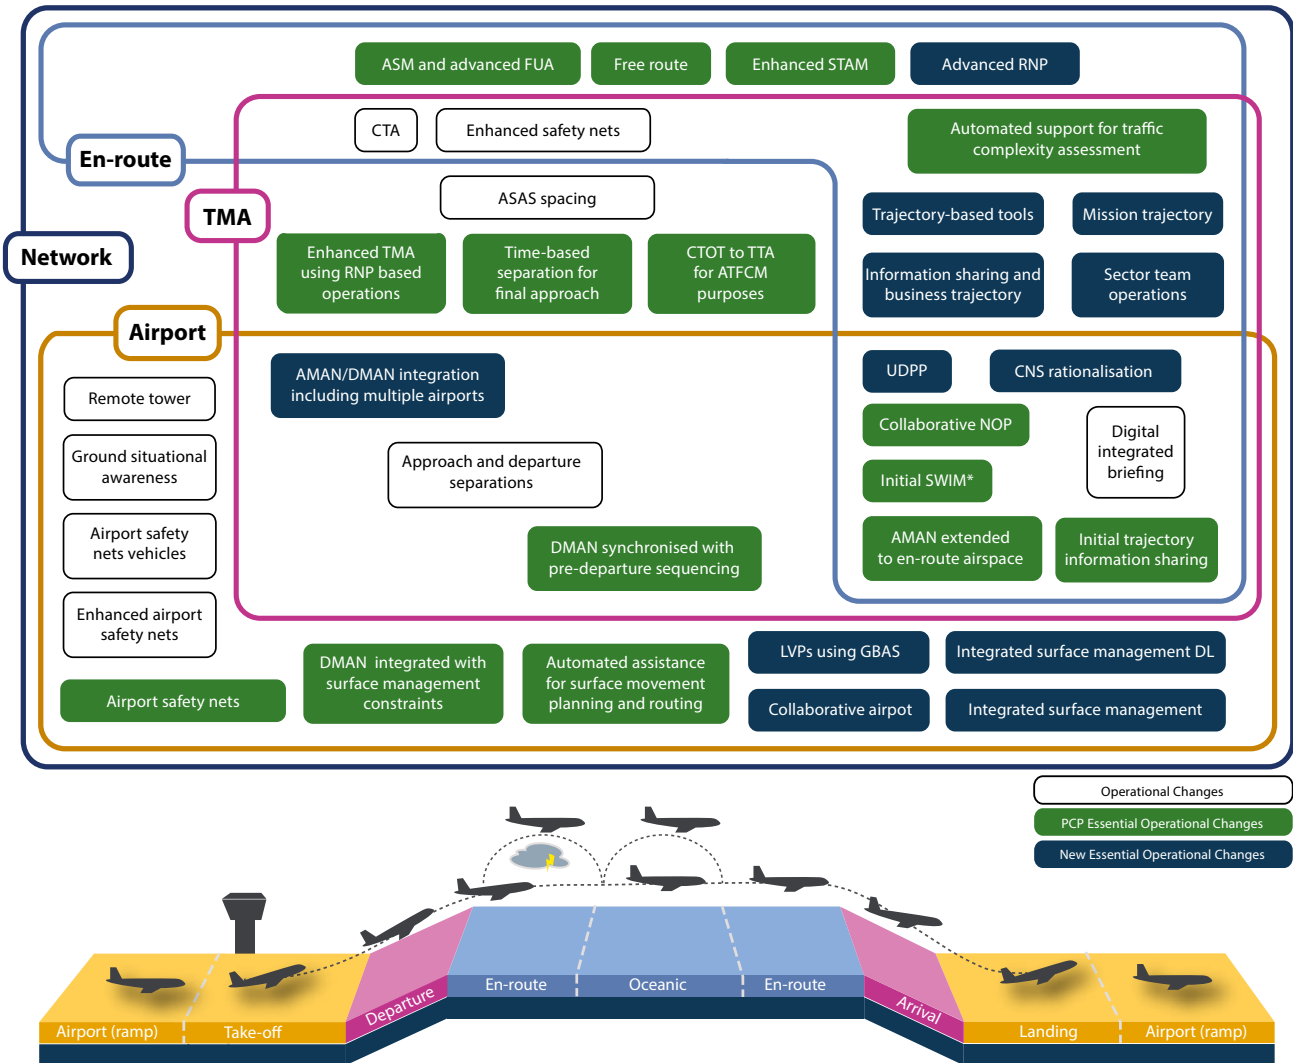 ASM and advanced FUA
Free route
Enhanced STAM
Advanced RNP
CTA
Enhanced safety nets
Automated support for traffic
complexity assessment
En-route
ASAS spacing
TMA
Trajectory-based tools
Mission trajectory
Network
Enhanced TMA
using RNP based
operations
Time-based
separation for
final approach
CTOT to TTA
for ATFCM
purposes
Information sharing and
business trajectory
Sector team
operations
Airport
Remote tower
AMAN/DMAN integration
including multiple airports
UDPP
CNS rationalisation
Collaborative NOP
Digital
integrated
briefing
Ground situational
awareness
Approach and departure
separations
Initial SWIM*
Airport safety
nets vehicles
DMAN synchronised with
pre-departure sequencing
AMAN extended
to en-route airspace
Initial trajectory
information sharing
Enhanced airport
safety nets
Airport safety nets
DMAN integrated with
surface management
constraints
Automated assistance
for surface movement
planning and routing
LVPs using GBAS
Integrated surface management DL
Collaborative airpot
Integrated surface management
Operational Changes
PCP Essential Operational Changes
New Essential Operational Changes
Airport (ramp)
Take-off
Departure
En-route
Oceanic
En-route
Arrival
Landing
Airport (ramp)